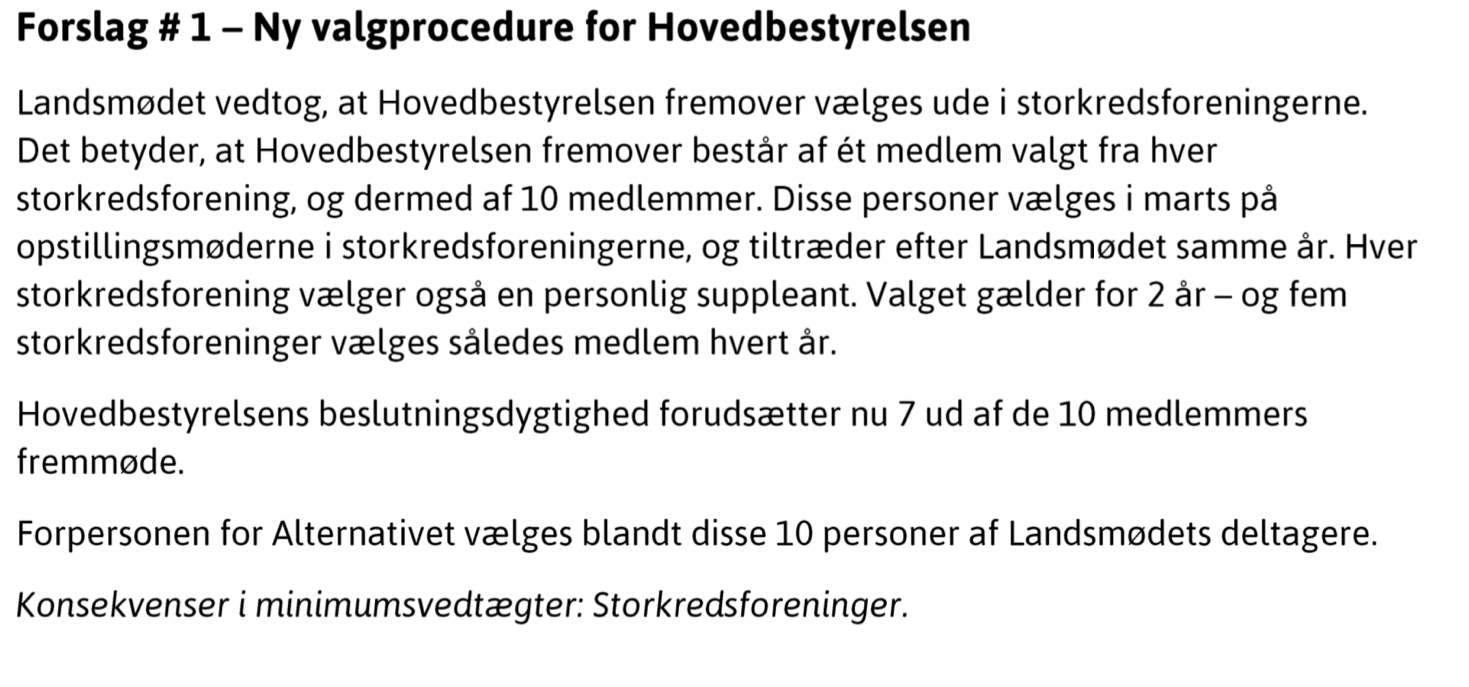 Forslag # 1 – Ny valgprocedure for Hovedbestyrelsen
Landsmødet vedtog, at Hovedbestyrelsen fremover vælges ude i storkredsforeningerne.
Det betyder, at Hovedbestyrelsen fremover består af ét medlem valgt fra hver
storkredsforening, og dermed af 10 medlemmer. Disse personer vælges i marts på
opstillingsmøderne i storkredsforeningerne, og tiltræder efter Landsmødet samme år. Hver
storkredsforening vælger også en personlig suppleant. Valget gælder for 2 år – og fem
storkredsforeninger vælges således medlem hvert år.
Hovedbestyrelsens beslutningsdygtighed forudsætter nu 7 ud af de 10 medlemmers
fremmøde.
Forpersonen for Alternativet vælges blandt disse 10 personer af Landsmødets deltagere.
Konsekvenser i minimumsvedtægter: Storkredsforeninger.